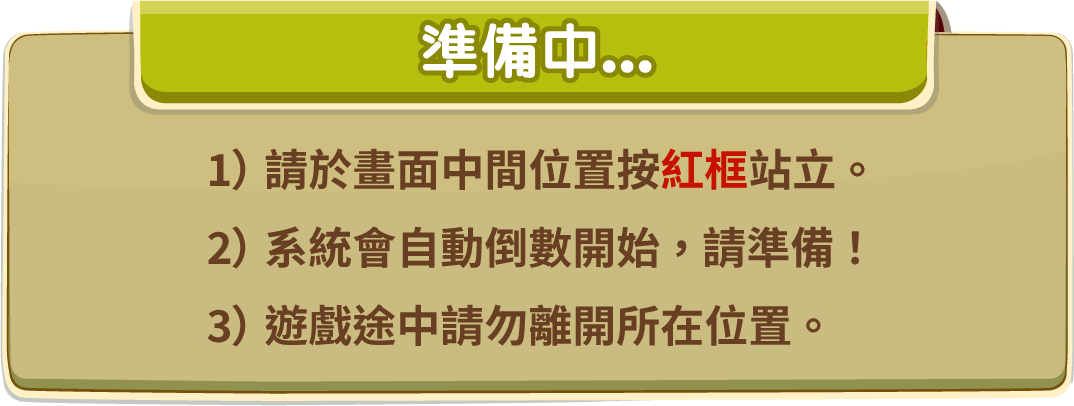 準備中...
1) 請於畫面中間位置按紅框站立。
2) 系統會自動倒數開始，請準備！
3) 遊戲途中請勿離開所在位置。